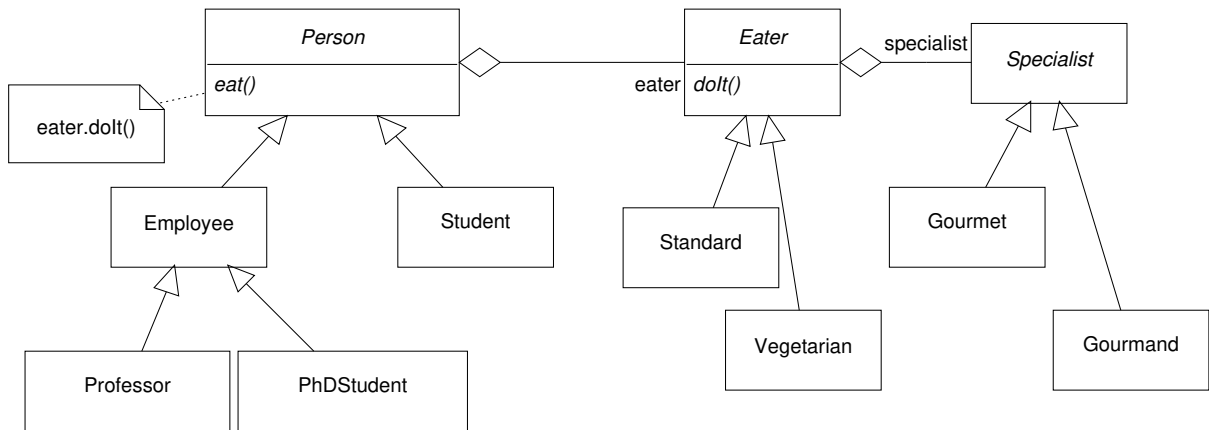 Person
Eater
specialist
Specialist
eat()
eater
doIt()
eater.doIt()
Employee
Student
Standard
Gourmet
Vegetarian
Gourmand
Professor
PhDStudent